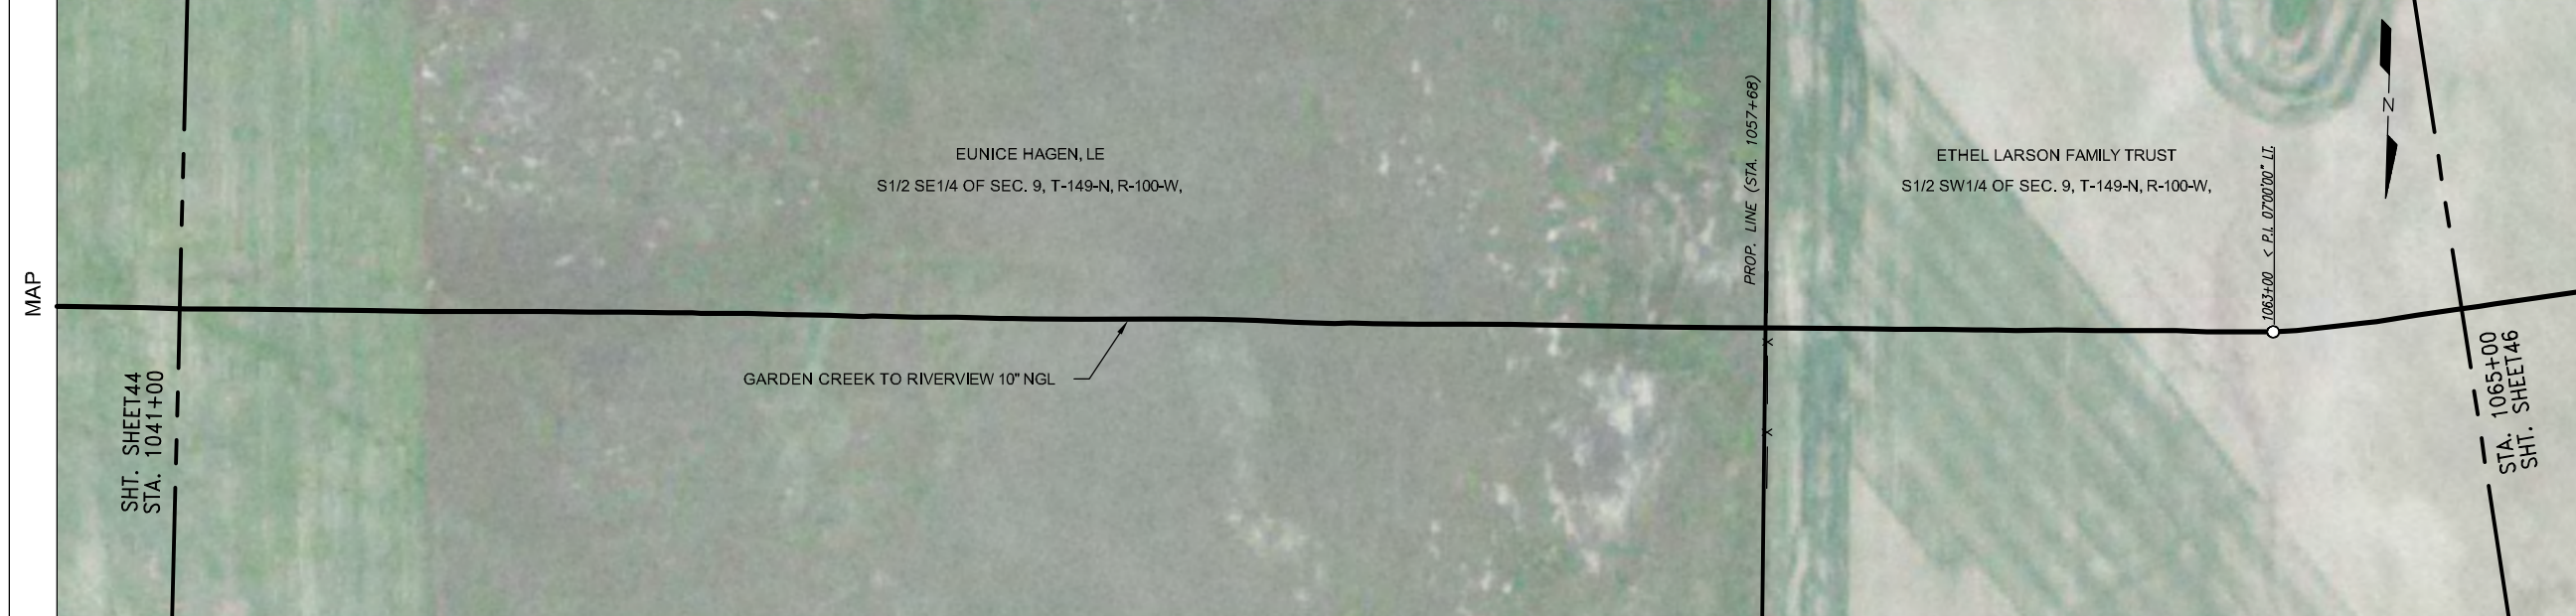 MAP
SHT. SHEET44
STA. 1041+00
EUNICE HAGEN, LE
S1/2 SE1/4 OF SEC. 9, T-149-N, R-100-W,
GARDEN CREEK TO RIVERVIEW 10" NGL
PROP. LINE (STA. 1057+68)
X
X
ETHEL LARSON FAMILY TRUST
S1/2 SW1/4 OF SEC. 9, T-149-N, R-100-W,
1063+00 < P.I. 07°00'00" LT.
N
STA. 1065+00
SHT. SHEET46